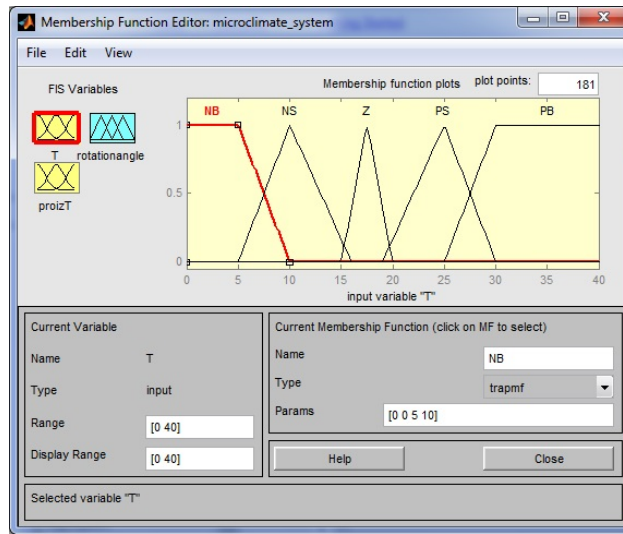 Membership Function Editor: microclimate_system
File Edit View
FIS Variables
Membership function plots plot points: 181
NB NS Z PS PB
T rotationangle
proizT
1
0.5
0
0 5 10 15 20 25 30 35 40
input variable "T"
Current Variable
Name T
Type input
Range [0 40]
Display Range [0 40]
Current Membership Function (click on MF to select)
Name NB
Type trapmf
Params [0 0 5 10]
Help Close
Selected variable "T"